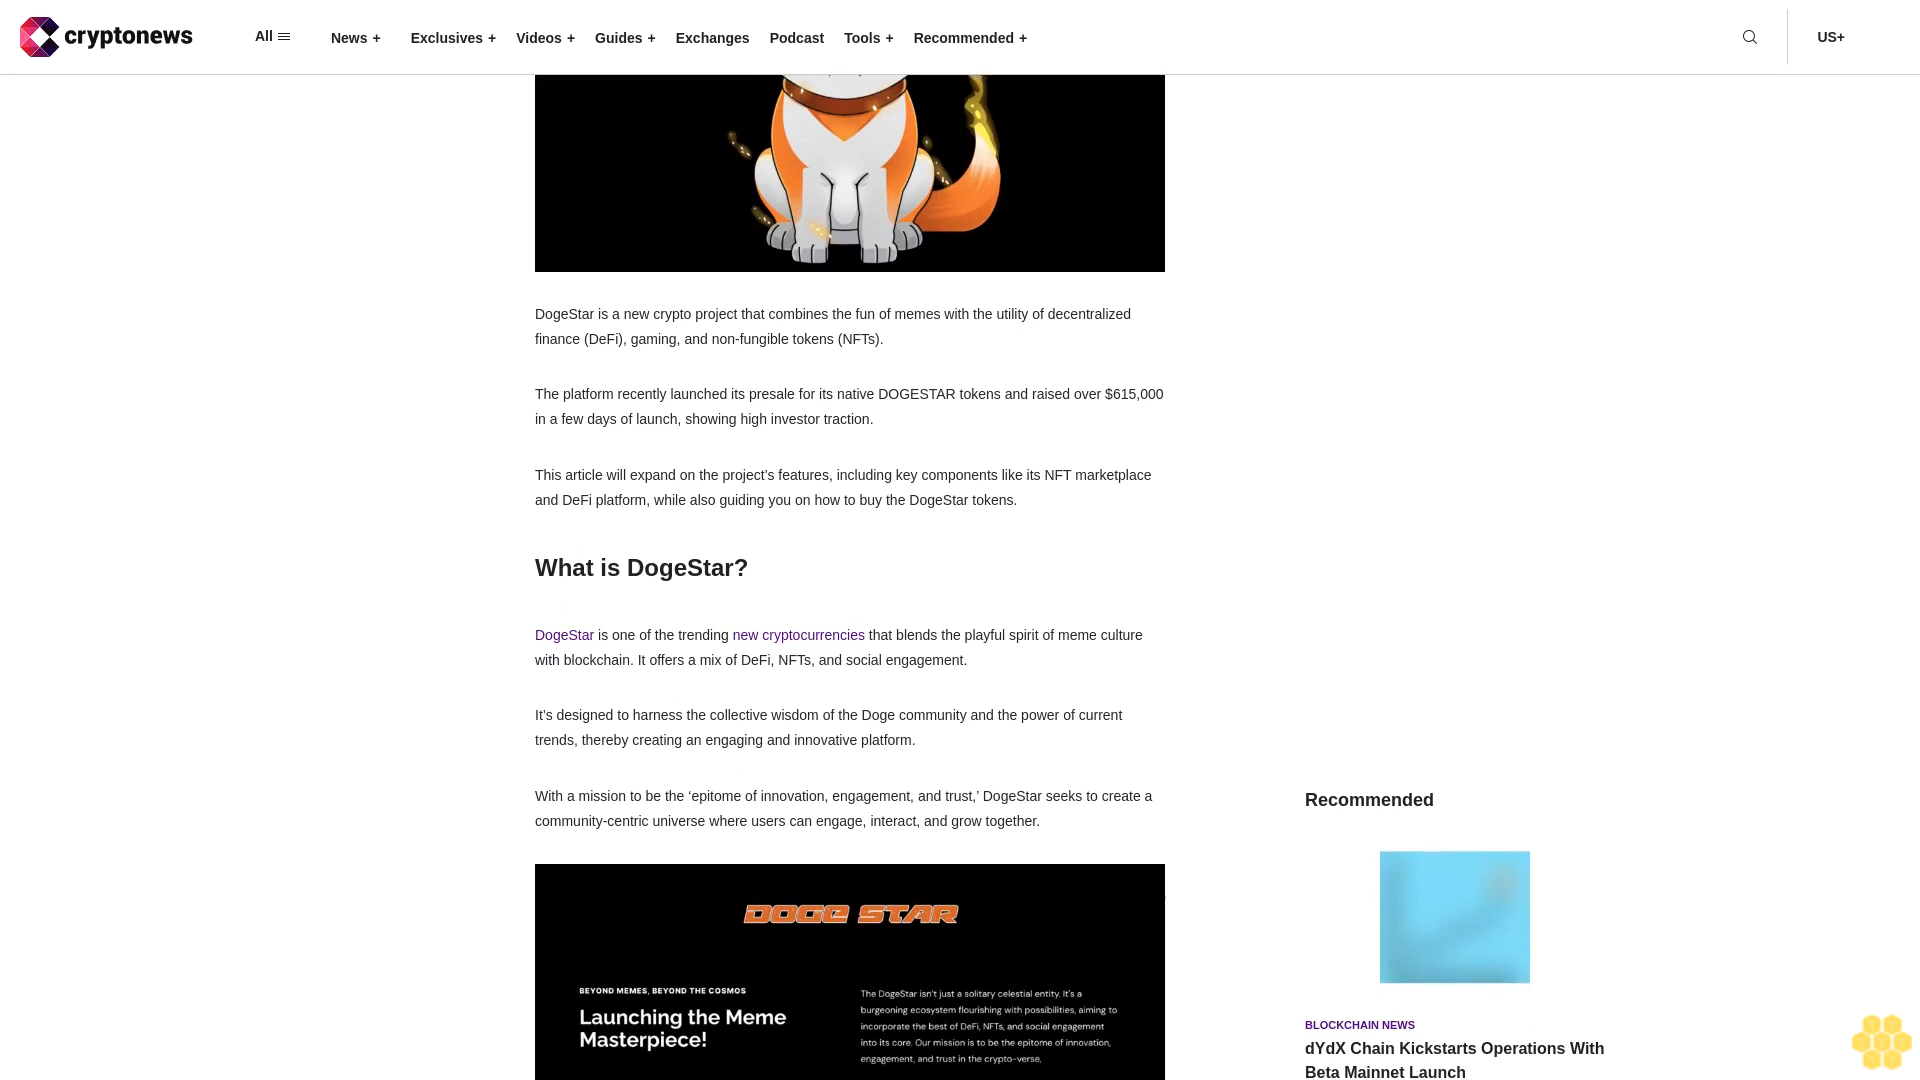 cryptonews
All
News +
Exclusives +
Videos +
Guides +
Exchanges
Podcast
Tools +
Recommended +
US+
DogeStar is a new crypto project that combines the fun of memes with the utility of decentralized
finance (DeFi), gaming, and non-fungible tokens (NFTs).
The platform recently launched its presale for its native DOGESTAR tokens and raised over $615,000
in a few days of launch, showing high investor traction.
This article will expand on the project’s features, including key components like its NFT marketplace
and DeFi platform, while also guiding you on how to buy the DogeStar tokens.
What is DogeStar?
DogeStar is one of the trending new cryptocurrencies that blends the playful spirit of meme culture
with blockchain. It offers a mix of DeFi, NFTs, and social engagement.
It’s designed to harness the collective wisdom of the Doge community and the power of current
trends, thereby creating an engaging and innovative platform.
With a mission to be the ‘epitome of innovation, engagement, and trust,’ DogeStar seeks to create a
community-centric universe where users can engage, interact, and grow together.
DOGE STAR
BEYOND MEMES, BEYOND THE COSMOS
Launching the Meme
Masterpiece!
The DogeStar isn't just a solitary celestial entity. It's a
burgeoning ecosystem flourishing with possibilities, aiming to
incorporate the best of DeFi, NFTs, and social engagement
into its core. Our mission is to be the epitome of innovation,
engagement, and trust in the crypto-verse,
Recommended
BLOCKCHAIN NEWS
dYdX Chain Kickstarts Operations With
Beta Mainnet Launch